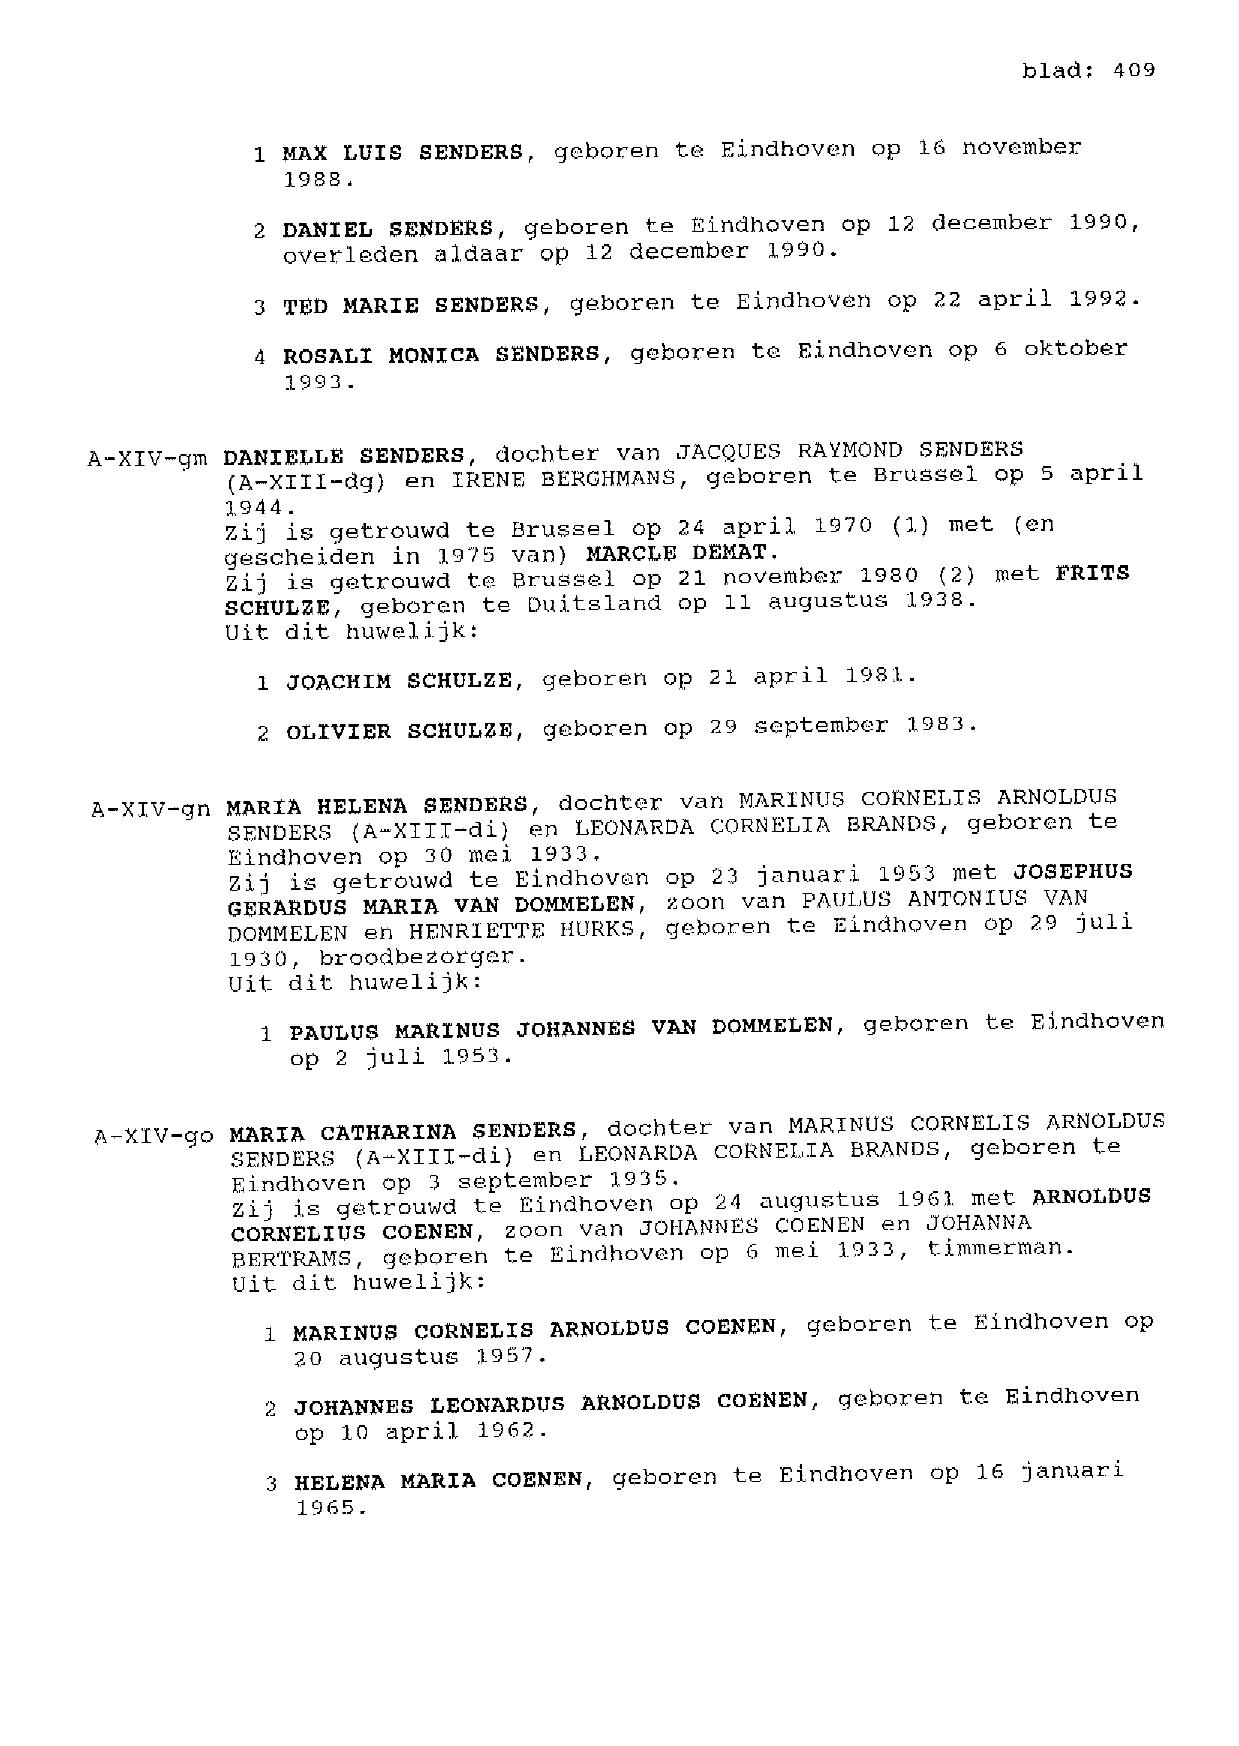 blad: 409
1 MAX LUIS SENDERS, geboren te Eindhoven op 16 november
1988.
2 DANIEL SENDERS, geboren te Eindhoven op 12 december 1990,
overleden aldaar op 12 december 1990.
3 TED MARIE SENDERS, geboren te Eindhoven op 22 april 1992.
4 ROSALI MONICA SENDERS, geboren te Eindhoven op 6 oktober
1993.
A-XIV-gm DANIELLE SENDERS, dochter van JACQUES RAYMOND SENDERS
(A-XIII-dg) en IRENE BERGHMANS, geboren te Brussel op 5 april
1944.
Zij is getrouwd te Brussel op 24 april 1970 (1) met (en
gescheiden in 1975 van) MARCLE DEMAT.
Zij is getrouwd te Brussel op 21 november 1980 (2) met FRITS
SCHULZE, geboren te Duitsland op 11 augustus 1938.
Uit dit huwelijk:
1 JOACHIM SCHULZE, geboren op 21 april 1981.
2 OLIVIER SCHULZE, geboren op 29 september 1983.
A-XIV-gn MARIA HELENA SENDERS, dochter van MARINUS CORNELIS ARNOLDUS
SENDERS (A-XIII-di) en LEONARDA CORNELIA BRANDS, geboren te
Eindhoven op 30 mei 1933.
Zij is getrouwd te Eindhoven op 23 januari 1953 met JOSEPHUS
GERARDUS MARIA VAN DOMMELEN, zoon van PAULUS ANTONIUS VAN
DOMMELEN en HENRIETTE HURKS, geboren te Eindhoven op 29 juli
1930, broodbezorger.
Uit dit huwelijk:
1 PAULUS MARINUS JOHANNES VAN DOMMELEN, geboren te Eindhoven
op 2 juli 1953.
A-XIV-go MARIA CATHARINA SENDERS, dochter van MARINUS CORNELIS ARNOLDUS
SENDERS (A-XIII-di) en LEONARDA CORNELIA BRANDS, geboren te
Eindhoven op 3 september 1935.
Zij is getrouwd te Eindhoven op 24 augustus 1961 met ARNOLDUS
CORNELIUS COENEN, zoon van JOHANNES COENEN en JOHANNA
BERTRAMS, geboren te Eindhoven op 6 mei 1933, timmerman.
Uit dit huwelijk:
1 MARINUS CORNELIS ARNOLDUS COENEN, geboren te Eindhoven op
20 augustus 1957.
2 JOHANNES LEONARDUS ARNOLDUS COENEN, geboren te Eindhoven
op 10 april 1962.
3 HELENA MARIA COENEN, geboren te Eindhoven op 16 januari
1965.